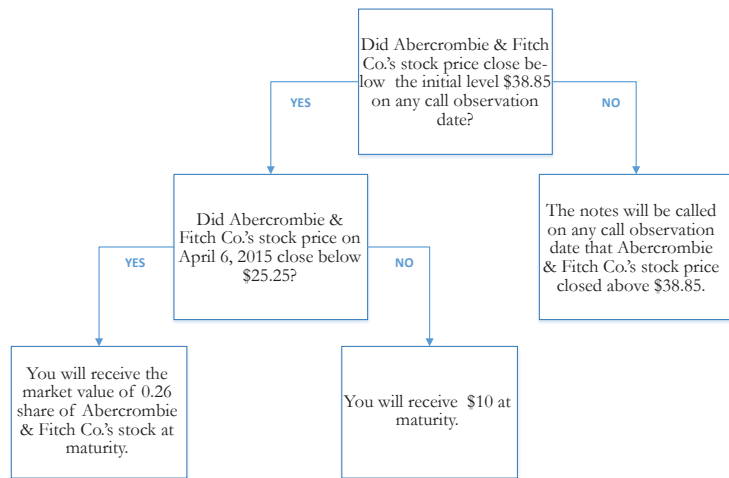 Did Abercrombie & Fitch
Co.'s stock price close be-
low the initial level $38.85
on any call observation
date?
YES
NO
Did Abercrombie &
Fitch Co.'s stock price on
April 6, 2015 close below
$25.25?
The notes will be called
on any call observation
date that Abercrombie
& Fitch Co.'s stock price
closed above $38.85.
YES
NO
You will receive the
market value of 0.26
share of Abercrombie
& Fitch Co.'s stock at
maturity.
You will receive $10 at
maturity.